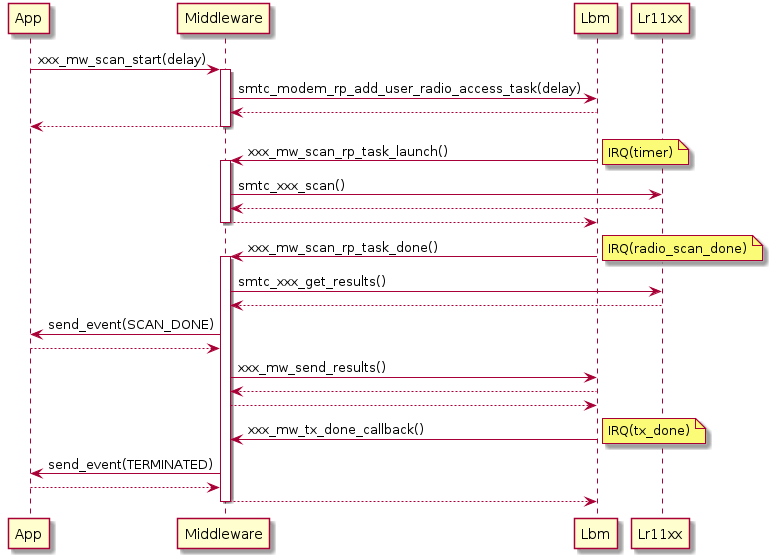 App
Middleware
Lbm
Lr11xx
xxx_mw_scan_start(delay)
smtc_modem_rp_add_user_radio_access_task(delay)
xxx_mw_scan_rp_task_launch()
IRQ(timer)
smtc_xxx_scan()
xxx_mw_scan_rp_task_done()
IRQ(radio_scan_done)
smtc_xxx_get_results()
send_event(SCAN_DONE)
xxx_mw_send_results()
xxx_mw_tx_done_callback()
IRQ(tx_done)
send_event(TERMINATED)
App
Middleware
Lbm
Lr11xx